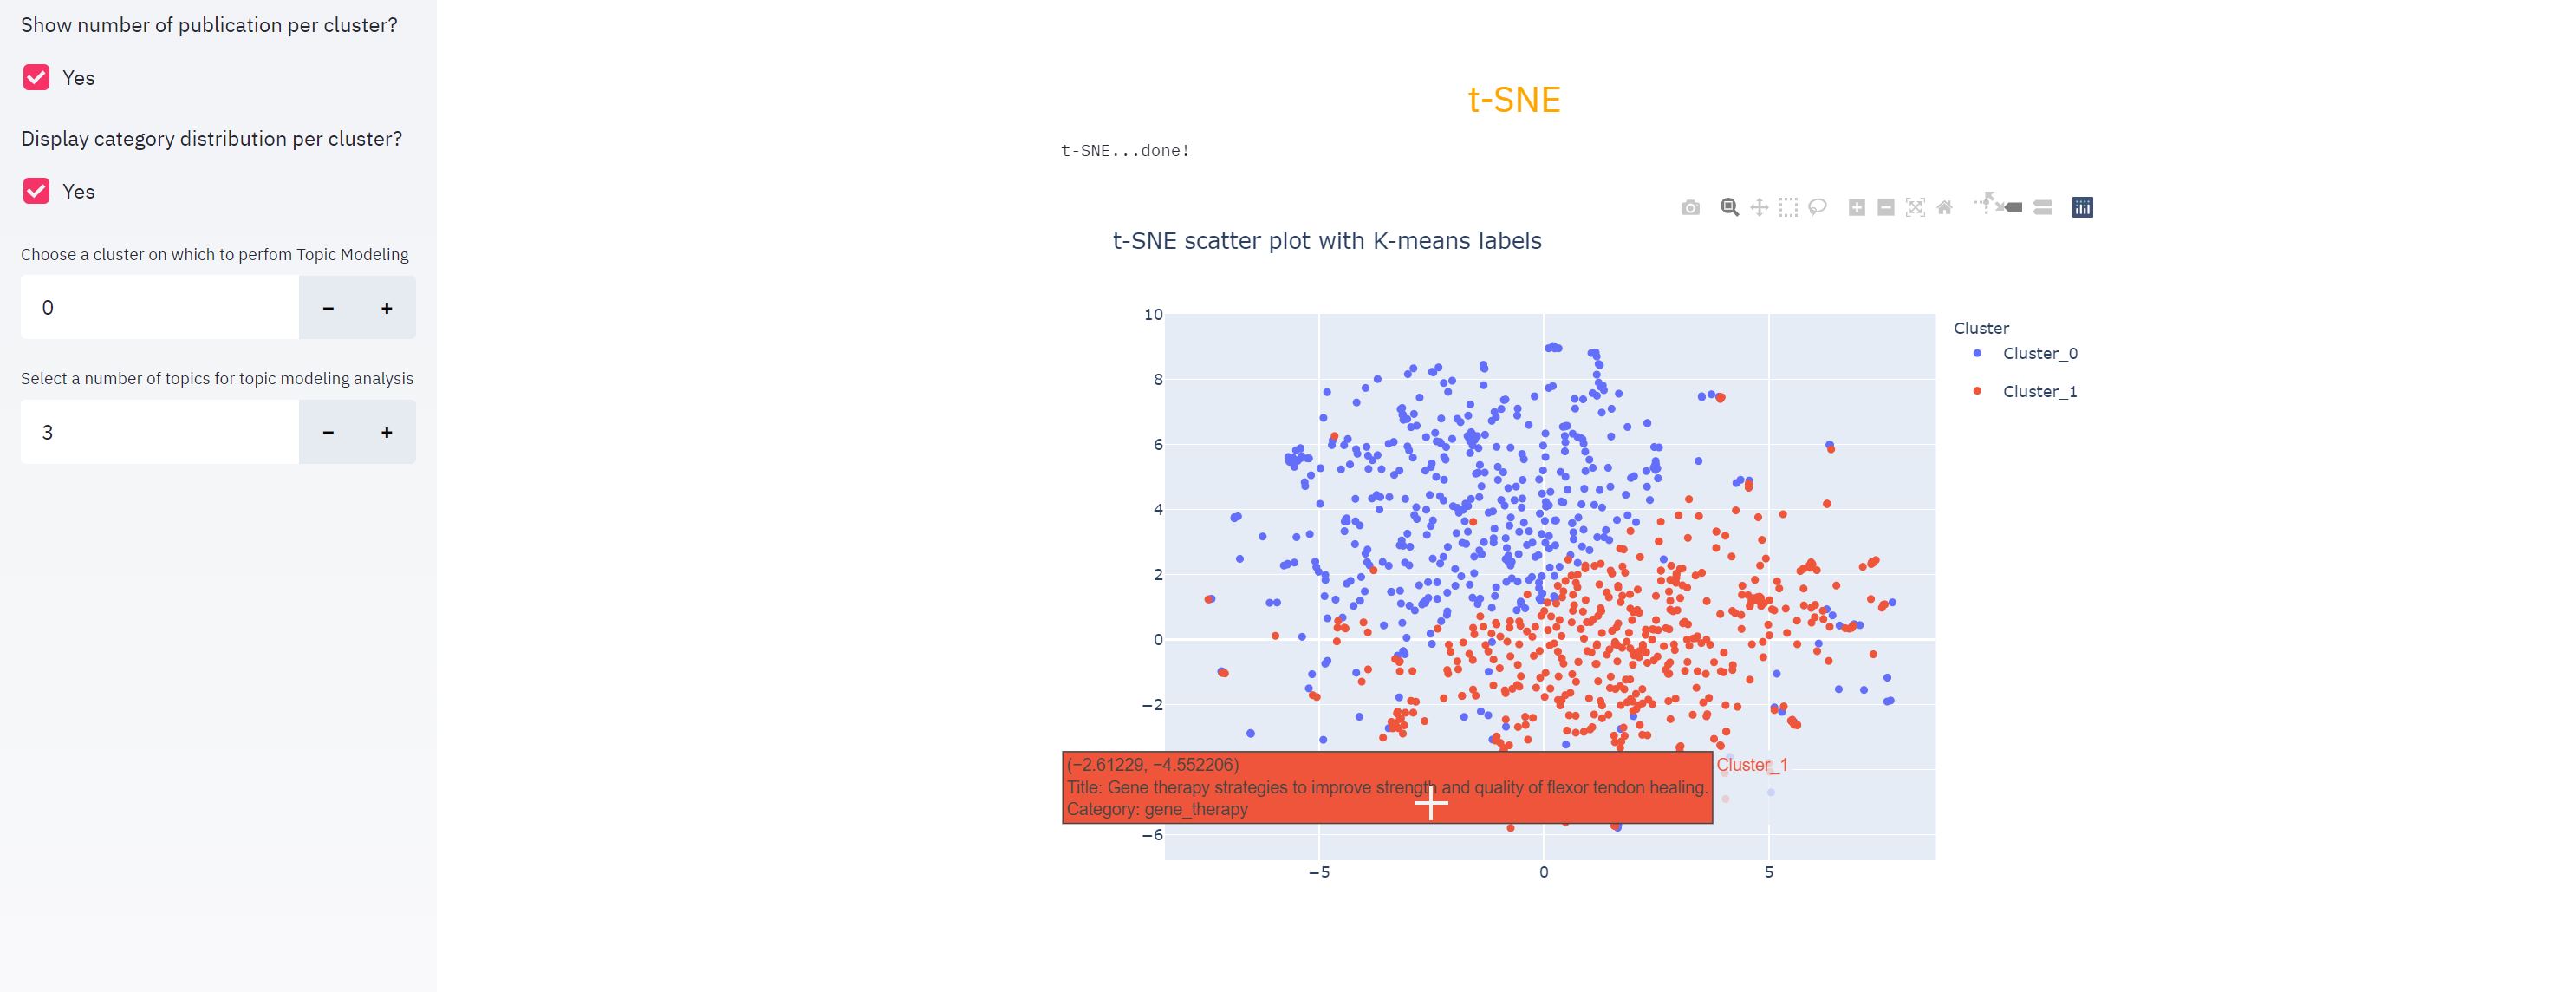 Show number of publication per cluster?
Yes
Display category distribution per cluster?
Yes
Choose a cluster on which to perfom Topic Modeling
0
− +
Select a number of topics for topic modeling analysis
3
− +
t-SNE
t-SNE...done!
t-SNE scatter plot with K-means labels
10
8
6
4
2
0
−2
−6
−5 0 5
Cluster
Cluster_0
Cluster_1
(−2.61229, −4.552206)
Title: Gene therapy strategies to improve strength and quality of flexor tendon healing.
Category: gene_therapy
Cluster_1